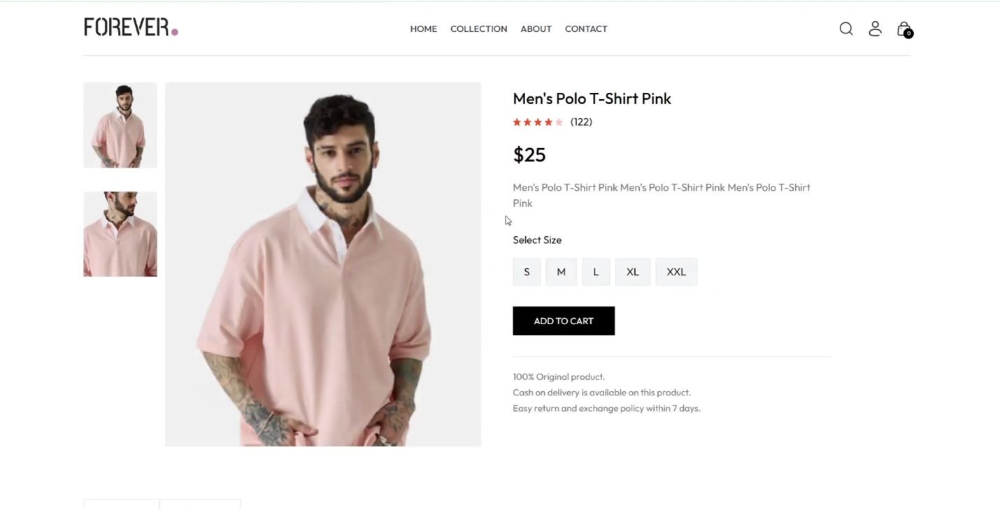 FOREVER.
HOME COLLECTION ABOUT CONTACT
0
Men's Polo T-Shirt Pink
(122)
$25
Men's Polo T-Shirt Pink Men's Polo T-Shirt Pink Men's Polo T-Shirt
Pink
Select Size
S M L XL XXL
ADD TO CART
100% Original product.
Cash on delivery is available on this product.
Easy return and exchange policy within 7 days.